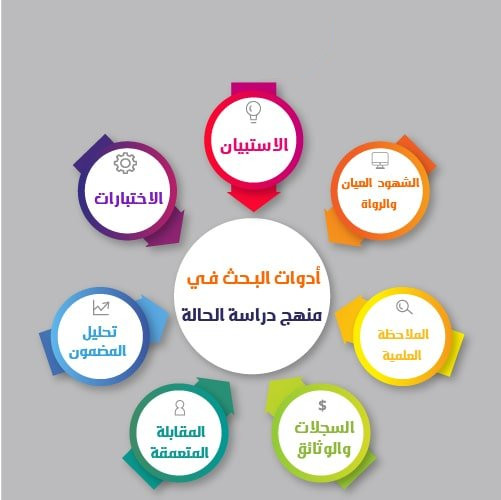 الاستبيان
الشهود العيان
والرواة
الملاحظة
العلمية
السجلات
والوثائق
$
المقابلة
المتعمقة
تحليل
المضمون
الاختبارات
أدوات البحث في
منهج دراسة الحالة